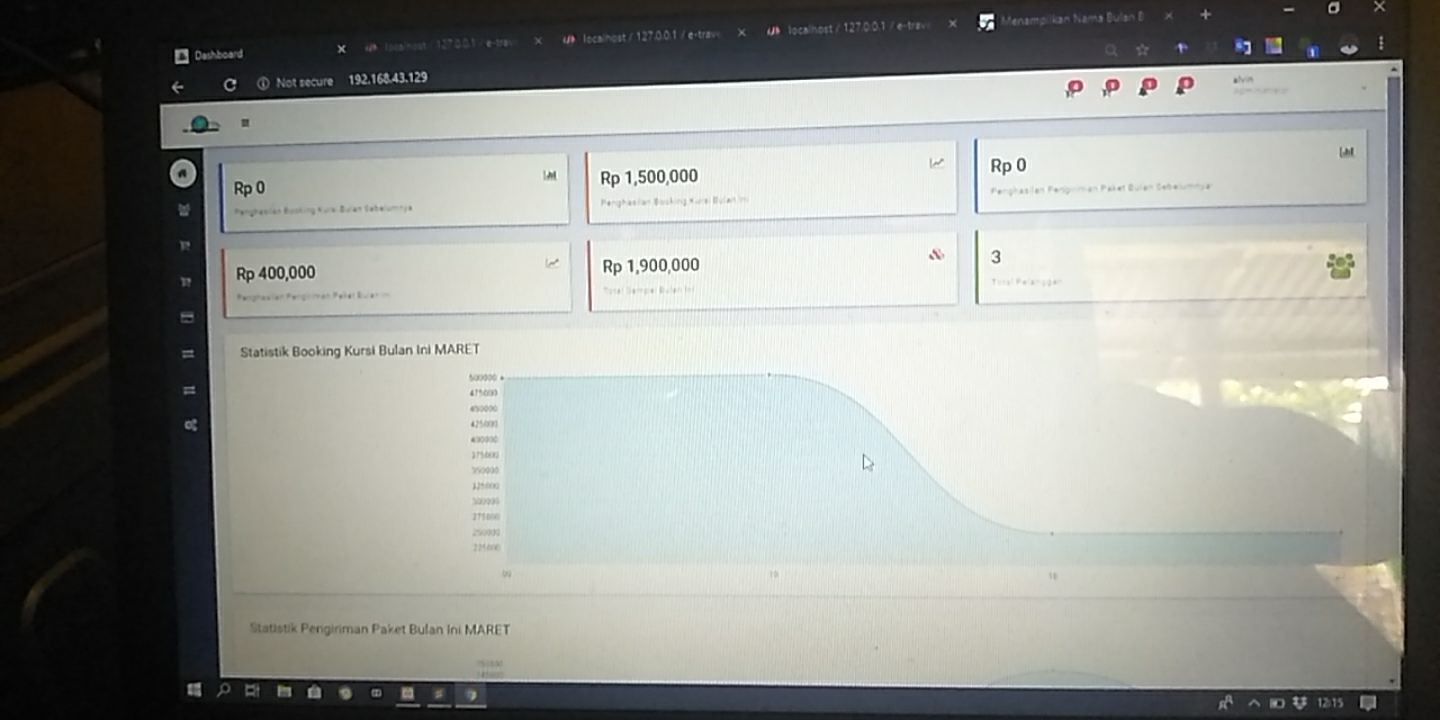 Dashboard
localhost / 127.0.0.1 / e-trav
localhost / 127.0.0.1 / e-trav
localhost / 127.0.0.1 / e-trav
Menampilkan Nama Bulan B
Not secure 192.168.43.129
alvin
Administrator
Rp 0
Penghasilan Booking Kursi Bulan Sebelumnya
Rp 1,500,000
Penghasilan Booking Kursi Bulan Ini
Rp 0
Penghasilan Pengiriman Paket Bulan Sebelumnya
Rp 400,000
Penghasilan Pengiriman Paket Bulan Ini
Rp 1,900,000
Total Sampai Bulan Ini
3
Total Pelanggan
Statistik Booking Kursi Bulan Ini MARET
500000
475000
450000
425000
400000
375000
350000
325000
300000
275000
250000
225000
09
10
Statistik Pengiriman Paket Bulan Ini MARET
12:15